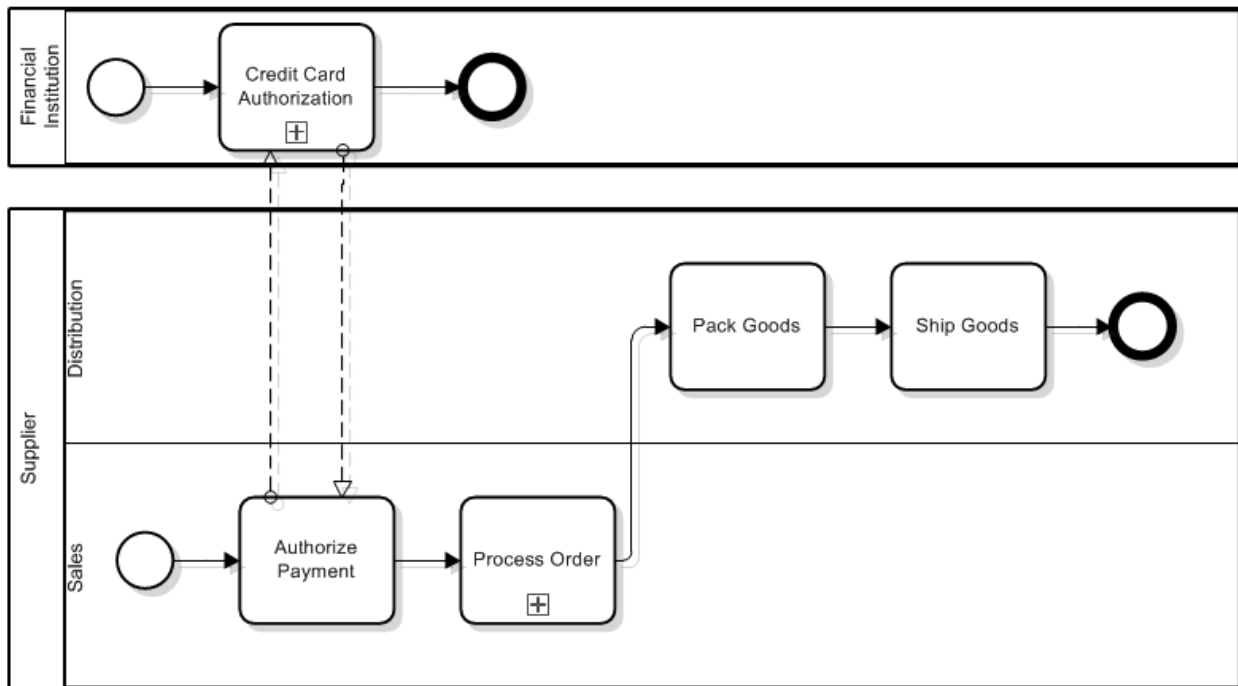 Financial
Institution
Credit Card
Authorization
Supplier
Distribution
Pack Goods
Ship Goods
Sales
Authorize
Payment
Process Order